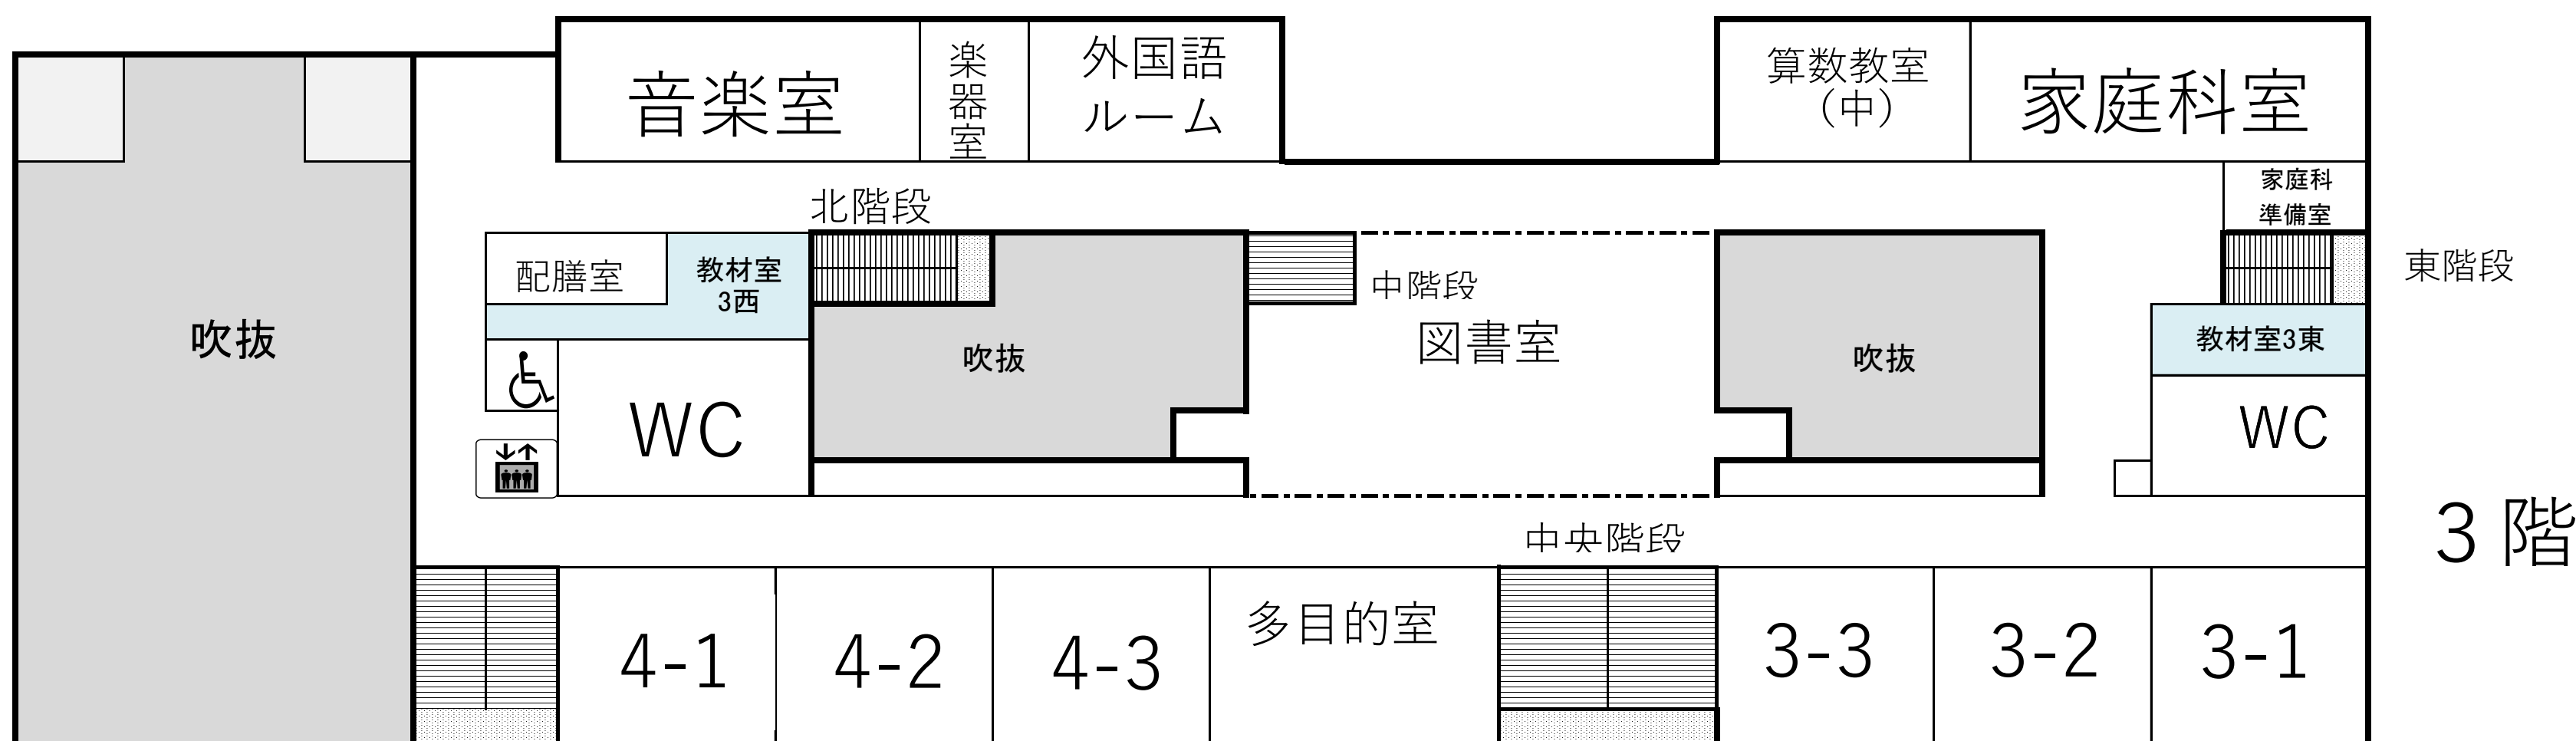 音楽室
楽器室
外国語
ルーム
算数教室
（中）
家庭科室
家庭科
準備室
北階段
配膳室
教材室
3西
中階段
図書室
東階段
教材室3東
吹抜
吹抜
吹抜
WC
WC
中央階段
3階
4-1
4-2
4-3
多目的室
3-3
3-2
3-1